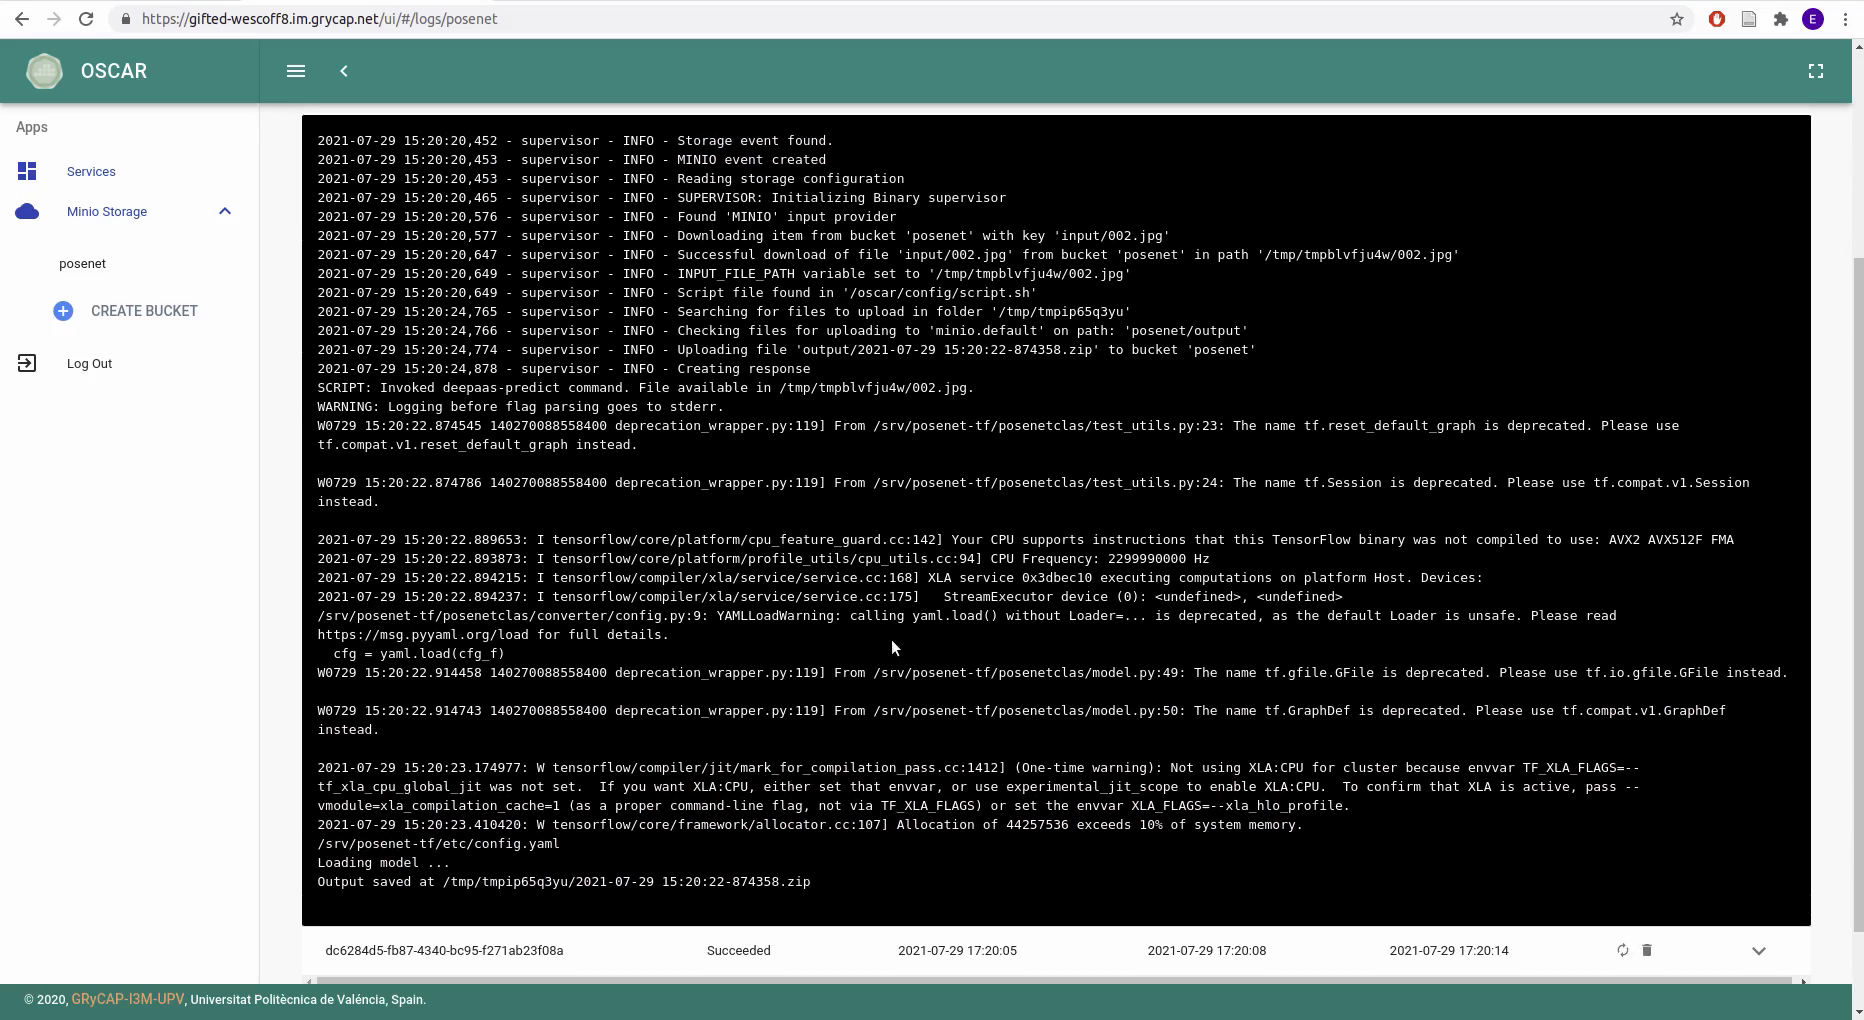 https://gifted-wescoff8.im.grycap.net/ui/#/logs/posenet
E
OSCAR
Apps
Services
Minio Storage
posenet
CREATE BUCKET
Log Out
2021-07-29 15:20:20,452 - supervisor - INFO - Storage event found.
2021-07-29 15:20:20,453 - supervisor - INFO - MINIO event created
2021-07-29 15:20:20,453 - supervisor - INFO - Reading storage configuration
2021-07-29 15:20:20,465 - supervisor - INFO - SUPERVISOR: Initializing Binary supervisor
2021-07-29 15:20:20,576 - supervisor - INFO - Found 'MINIO' input provider
2021-07-29 15:20:20,577 - supervisor - INFO - Downloading item from bucket 'posenet' with key 'input/002.jpg'
2021-07-29 15:20:20,647 - supervisor - INFO - Successful download of file 'input/002.jpg' from bucket 'posenet' in path '/tmp/tmpblvfju4w/002.jpg'
2021-07-29 15:20:20,649 - supervisor - INFO - INPUT_FILE_PATH variable set to '/tmp/tmpblvfju4w/002.jpg'
2021-07-29 15:20:20,649 - supervisor - INFO - Script file found in '/oscar/config/script.sh'
2021-07-29 15:20:24,765 - supervisor - INFO - Searching for files to upload in folder '/tmp/tmpip65q3yu'
2021-07-29 15:20:24,766 - supervisor - INFO - Checking files for uploading to 'minio.default' on path: 'posenet/output'
2021-07-29 15:20:24,774 - supervisor - INFO - Uploading file 'output/2021-07-29 15:20:22-874358.zip' to bucket 'posenet'
2021-07-29 15:20:24,878 - supervisor - INFO - Creating response
SCRIPT: Invoked deepaas-predict command. File available in /tmp/tmpblvfju4w/002.jpg.
WARNING: Logging before flag parsing goes to stderr.
W0729 15:20:22.874545 140270088558400 deprecation_wrapper.py:119] From /srv/posenet-tf/posenetclas/test_utils.py:23: The name tf.reset_default_graph is deprecated. Please use
tf.compat.v1.reset_default_graph instead.
W0729 15:20:22.874786 140270088558400 deprecation_wrapper.py:119] From /srv/posenet-tf/posenetclas/test_utils.py:24: The name tf.Session is deprecated. Please use tf.compat.v1.Session
instead.
2021-07-29 15:20:22.889653: I tensorflow/core/platform/cpu_feature_guard.cc:142] Your CPU supports instructions that this TensorFlow binary was not compiled to use: AVX2 AVX512F FMA
2021-07-29 15:20:22.893873: I tensorflow/core/platform/profile_utils/cpu_utils.cc:94] CPU Frequency: 2299990000 Hz
2021-07-29 15:20:22.894215: I tensorflow/compiler/xla/service/service.cc:168] XLA service 0x3dbec10 executing computations on platform Host. Devices:
2021-07-29 15:20:22.894237: I tensorflow/compiler/xla/service/service.cc:175]   StreamExecutor device (0): <undefined>, <undefined>
/srv/posenet-tf/posenetclas/converter/config.py:9: YAMLLoadWarning: calling yaml.load() without Loader=... is deprecated, as the default Loader is unsafe. Please read
https://msg.pyyaml.org/load for full details.
  cfg = yaml.load(cfg_f)
W0729 15:20:22.914458 140270088558400 deprecation_wrapper.py:119] From /srv/posenet-tf/posenetclas/model.py:49: The name tf.gfile.GFile is deprecated. Please use tf.io.gfile.GFile instead.
W0729 15:20:22.914743 140270088558400 deprecation_wrapper.py:119] From /srv/posenet-tf/posenetclas/model.py:50: The name tf.GraphDef is deprecated. Please use tf.compat.v1.GraphDef
instead.
2021-07-29 15:20:23.174977: W tensorflow/compiler/jit/mark_for_compilation_pass.cc:1412] (One-time warning): Not using XLA:CPU for cluster because envvar TF_XLA_FLAGS=--
tf_xla_cpu_global_jit was not set.  If you want XLA:CPU, either set that envvar, or use experimental_jit_scope to enable XLA:CPU.  To confirm that XLA is active, pass --
vmodule=xla_compilation_cache=1 (as a proper command-line flag, not via TF_XLA_FLAGS) or set the envvar XLA_FLAGS=--xla_hlo_profile.
2021-07-29 15:20:23.410420: W tensorflow/core/framework/allocator.cc:107] Allocation of 44257536 exceeds 10% of system memory.
/srv/posenet-tf/etc/config.yaml
Loading model ...
Output saved at /tmp/tmpip65q3yu/2021-07-29 15:20:22-874358.zip
dc6284d5-fb87-4340-bc95-f271ab23f08a Succeeded 2021-07-29 17:20:05 2021-07-29 17:20:08 2021-07-29 17:20:14
© 2020, GRyCAP-I3M-UPV, Universitat Politècnica de Valéncia, Spain.